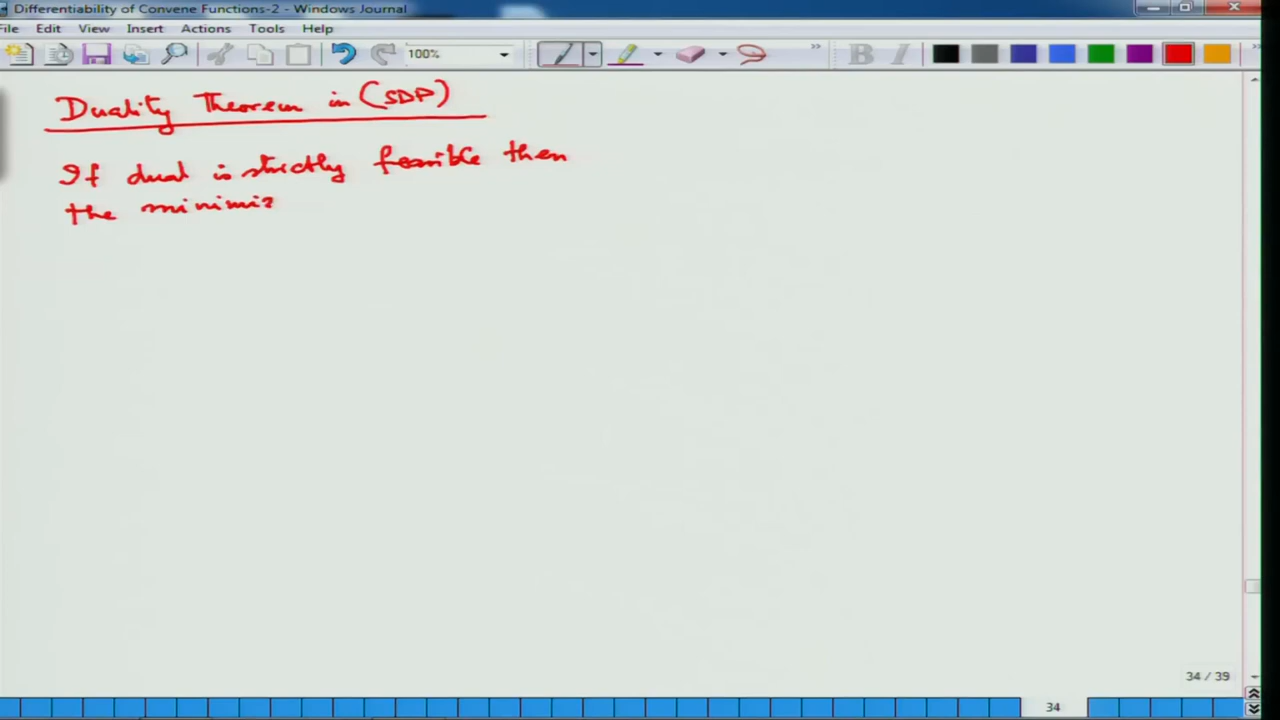 Differentiability of Convene Functions-2 - Windows Journal
File Edit View Insert Actions Tools Help
100%
B I
Duality Theorem in (SDP)
If dual is strictly feasible then
the minimiz
34 / 39
34